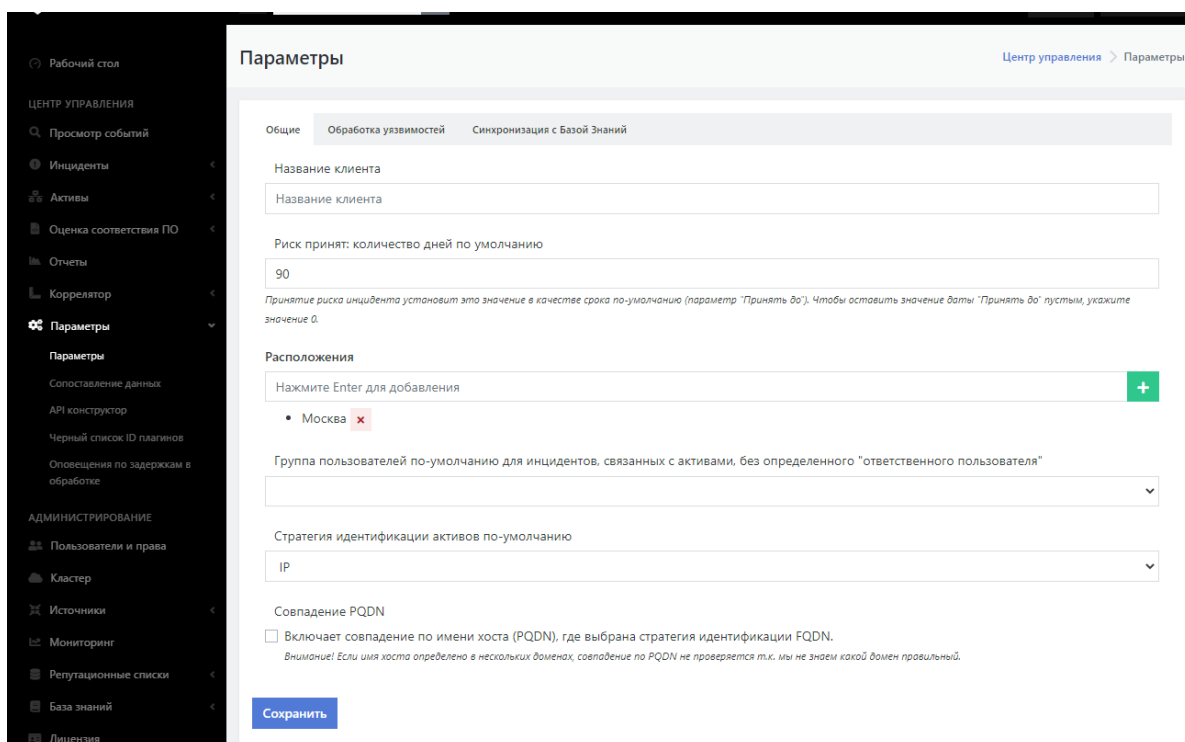 Рабочий стол
ЦЕНТР УПРАВЛЕНИЯ
Просмотр событий
Инциденты
Активы
Оценка соответствия ПО
Отчеты
Коррелятор
Параметры
Параметры
Сопоставление данных
API конструктор
Черный список ID плагинов
Оповещения по задержкам в
обработке
АДМИНИСТРИРОВАНИЕ
Пользователи и права
Кластер
Источники
Мониторинг
Репутационные списки
База знаний
Лицензия
Параметры
Центр управления > Параметры
Общие Обработка уязвимостей Синхронизация с Базой Знаний
Название клиента
Название клиента
Риск принят: количество дней по умолчанию
90
Принятие риска инцидента установит это значение в качестве срока по-умолчанию (параметр "Принять до"). Чтобы оставить значение даты "Принять до" пустым, укажите
значение 0.
Расположения
Нажмите Enter для добавления
Москва
Группа пользователей по-умолчанию для инцидентов, связанных с активами, без определенного "ответственного пользователя"
Стратегия идентификации активов по-умолчанию
IP
Совпадение PQDN
Включает совпадение по имени хоста (PQDN), где выбрана стратегия идентификации FQDN.
Внимание! Если имя хоста определено в нескольких доменах, совпадение по PQDN не проверяется т.к. мы не знаем какой домен правильный.
Сохранить